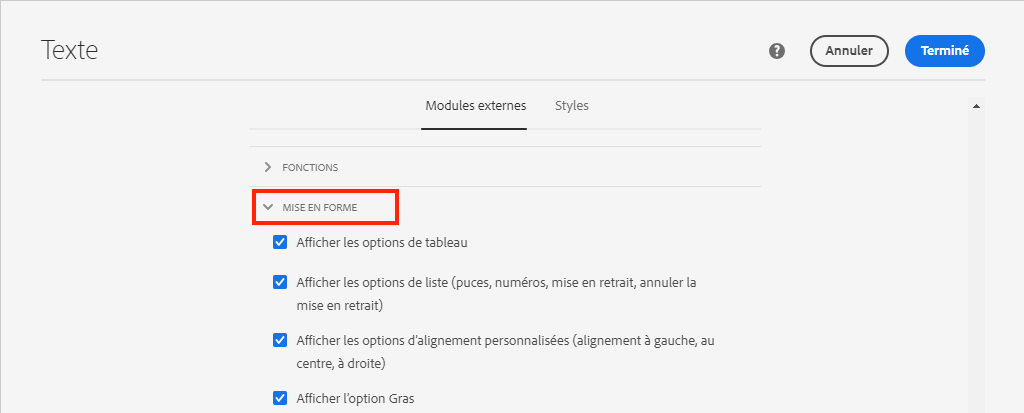 Texte
Annuler
Terminé
Modules externes
Styles
FONCTIONS
MISE EN FORME
Afficher les options de tableau
Afficher les options de liste (puces, numéros, mise en retrait, annuler la
mise en retrait)
Afficher les options d'alignement personnalisées (alignement à gauche, au
centre, à droite)
Afficher l'option Gras